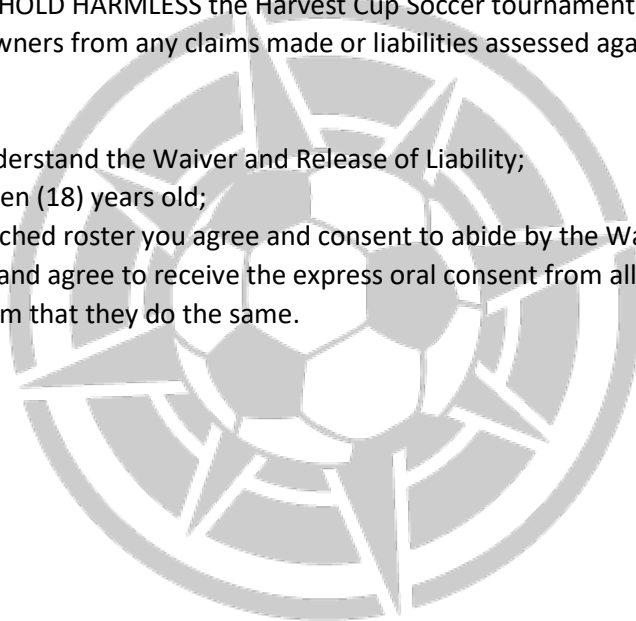 HOLD HARMLESS the Harvest Cup Soccer tournament
wners from any claims made or liabilities assessed aga
derstand the Waiver and Release of Liability;
en (18) years old;
ched roster you agree and consent to abide by the Wa
and agree to receive the express oral consent from all
m that they do the same.